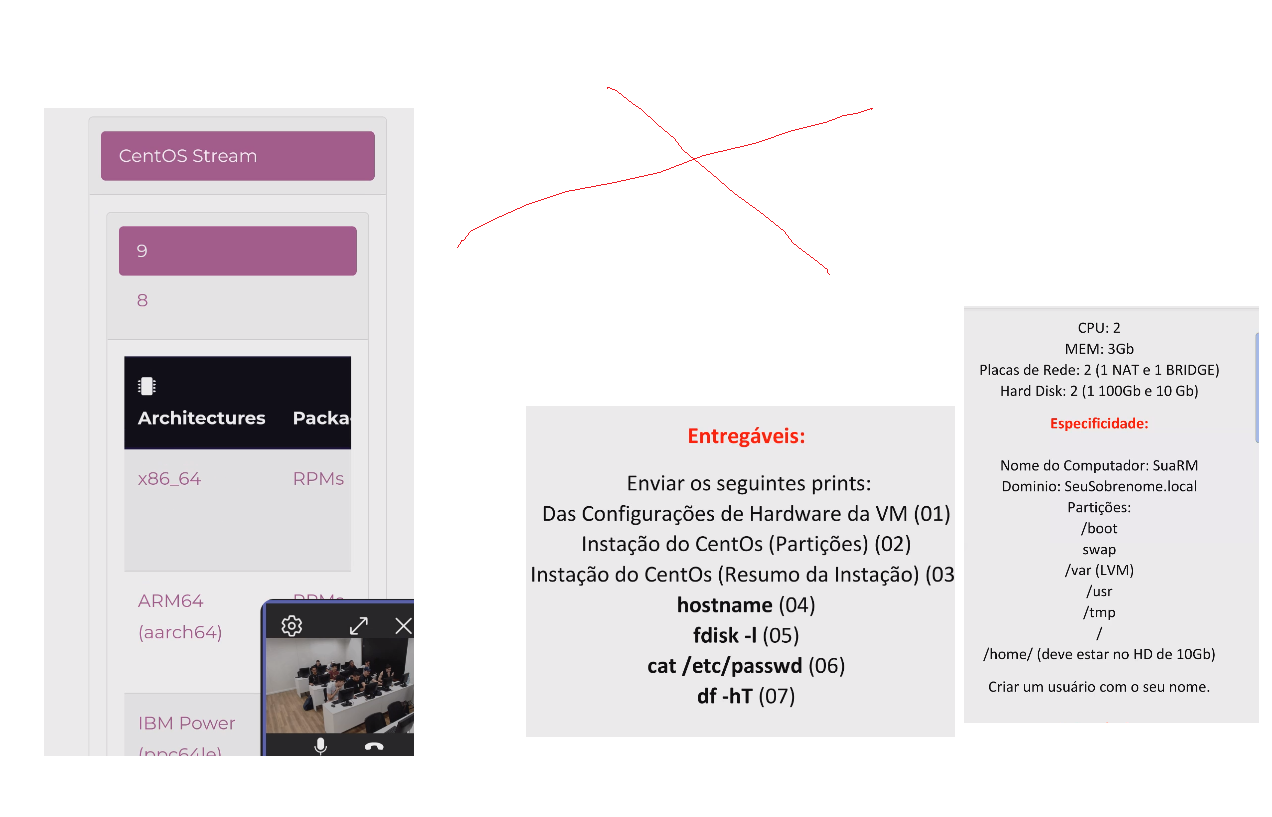 CentOS Stream
9
8
Architectures
x86_64
RPMs
ARM64
(aarch64)
RPMs
IBM Power
(ppc64le)
Entregáveis:
Enviar os seguintes prints:
Das Configurações de Hardware da VM (01)
Instação do CentOs (Partições) (02)
Instação do CentOs (Resumo da Instação) (03
hostname (04)
fdisk -l (05)
cat /etc/passwd (06)
df -hT (07)
CPU: 2
MEM: 3Gb
Placas de Rede: 2 (1 NAT e 1 BRIDGE)
Hard Disk: 2 (1 100Gb e 10 Gb)
Especificidade:
Nome do Computador: SuaRM
Dominio: SeuSobrenome.local
Partições:
/boot
swap
/var (LVM)
/usr
/tmp
/
/home/ (deve estar no HD de 10Gb)
Criar um usuário com o seu nome.